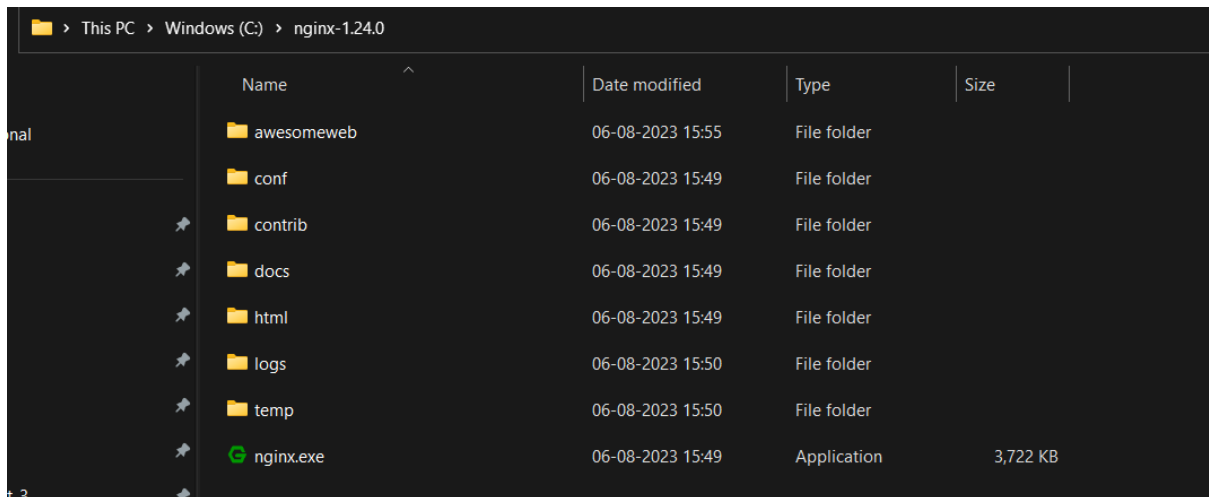 This PC > Windows (C:) > nginx-1.24.0
Name Date modified Type Size
awesomeweb 06-08-2023 15:55 File folder
conf 06-08-2023 15:49 File folder
contrib 06-08-2023 15:49 File folder
docs 06-08-2023 15:49 File folder
html 06-08-2023 15:49 File folder
logs 06-08-2023 15:50 File folder
temp 06-08-2023 15:50 File folder
nginx.exe 06-08-2023 15:49 Application 3,722 KB